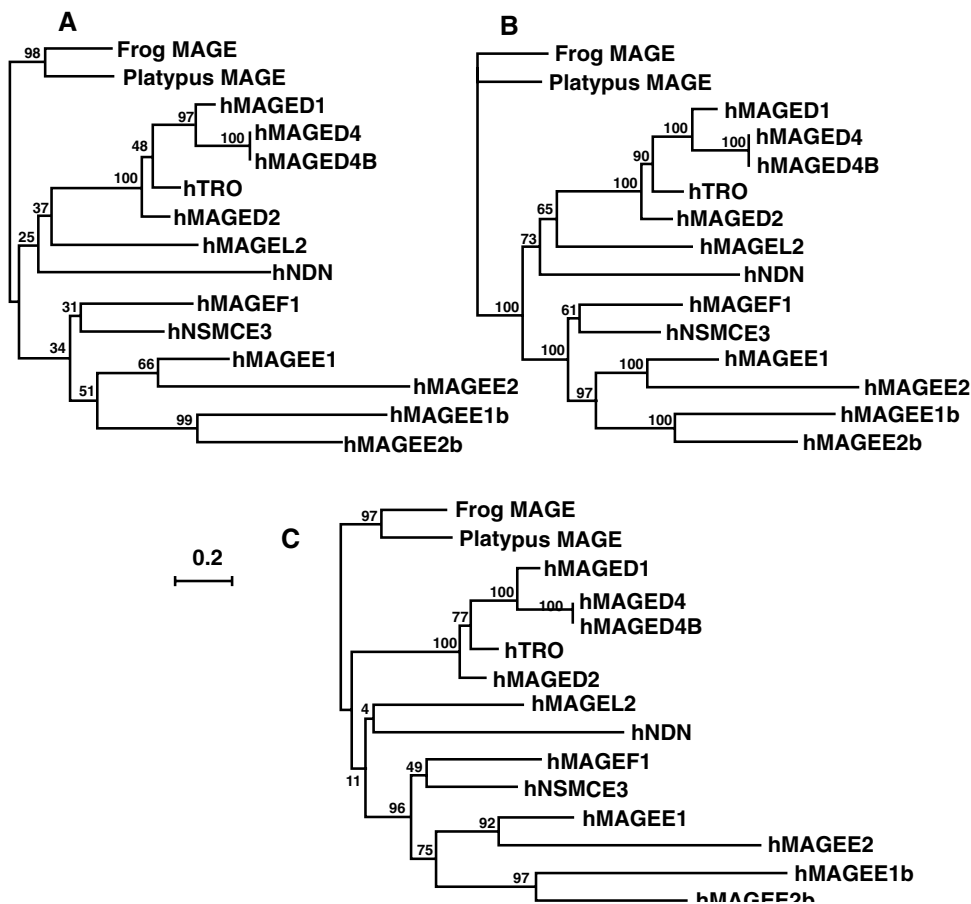 A
98
Frog MAGE
Platypus MAGE
97
hMAGED1
100
hMAGED4
hMAGED4B
48
100
hTRO
hMAGED2
37
hMAGEL2
25
hNDN
31
hMAGEF1
hNSMCE3
34
66
hMAGEE1
hMAGEE2
51
99
hMAGEE1b
hMAGEE2b
B
Frog MAGE
Platypus MAGE
hMAGED1
100
100
hMAGED4
hMAGED4B
90
100
hTRO
hMAGED2
65
73
hMAGEL2
hNDN
100
61
hMAGEF1
hNSMCE3
100
100
hMAGEE1
hMAGEE2
97
100
hMAGEE1b
hMAGEE2b
C
0.2
97
Frog MAGE
Platypus MAGE
hMAGED1
100
100
hMAGED4
hMAGED4B
77
100
hTRO
hMAGED2
4
hMAGEL2
hNDN
11
49
hMAGEF1
hNSMCE3
96
92
hMAGEE1
hMAGEE2
75
97
hMAGEE1b
hMAGEE2b